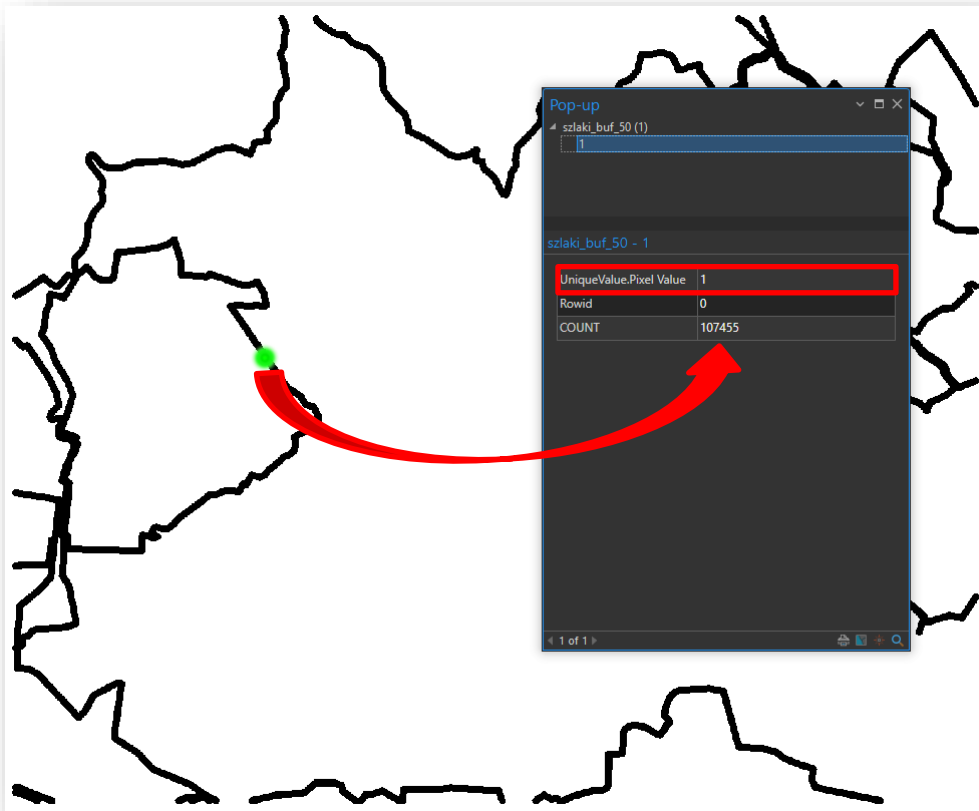 Pop-up
szlaki_buf_50 (1)
1
szlaki_buf_50 - 1
UniqueValue.Pixel Value 1
Rowid 0
COUNT 107455
1 of 1